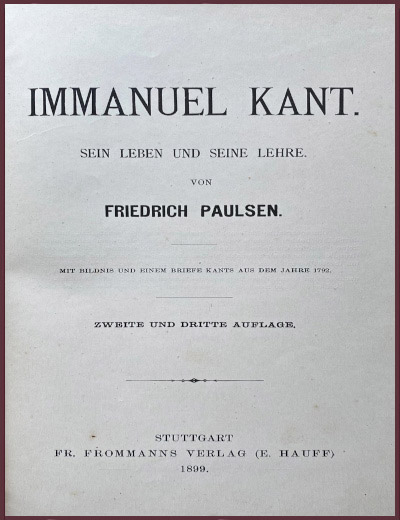 IMMANUEL KANT.
SEIN LEBEN UND SEINE LEHRE.
VON
FRIEDRICH PAULSEN.
MIT BILDNIS UND EINEM BRIEFE KANTS AUS DEM JAHRE 1792.
ZWEITE UND DRITTE AUFLAGE.
STUTTGART
FR. FROMMANNS VERLAG (E. HAUFF)
1899.